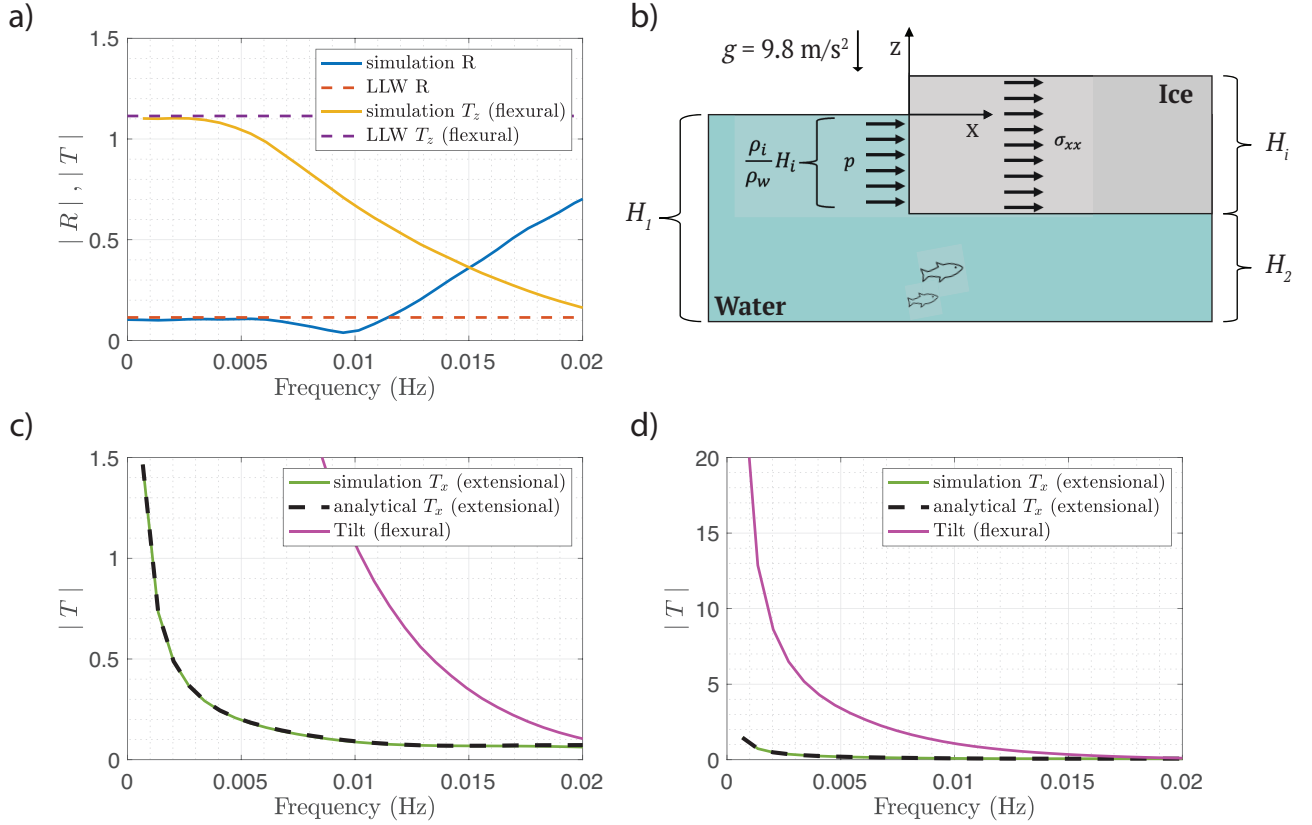 a)
1.5
1
0.5
0
| R | , | T |
simulation R
LLW R
simulation T_z (flexural)
LLW T_z (flexural)
0 0.005 0.01 0.015 0.02
Frequency (Hz)
b)
g = 9.8 m/s²
z
x
Ice
σ_xx
p
ρ_i/ρ_w H_i
H_1
H_i
H_2
Water
c)
1.5
1
0.5
0
| T |
simulation T_x (extensional)
analytical T_x (extensional)
Tilt (flexural)
0 0.005 0.01 0.015 0.02
Frequency (Hz)
d)
20
15
10
5
0
| T |
simulation T_x (extensional)
analytical T_x (extensional)
Tilt (flexural)
0 0.005 0.01 0.015 0.02
Frequency (Hz)